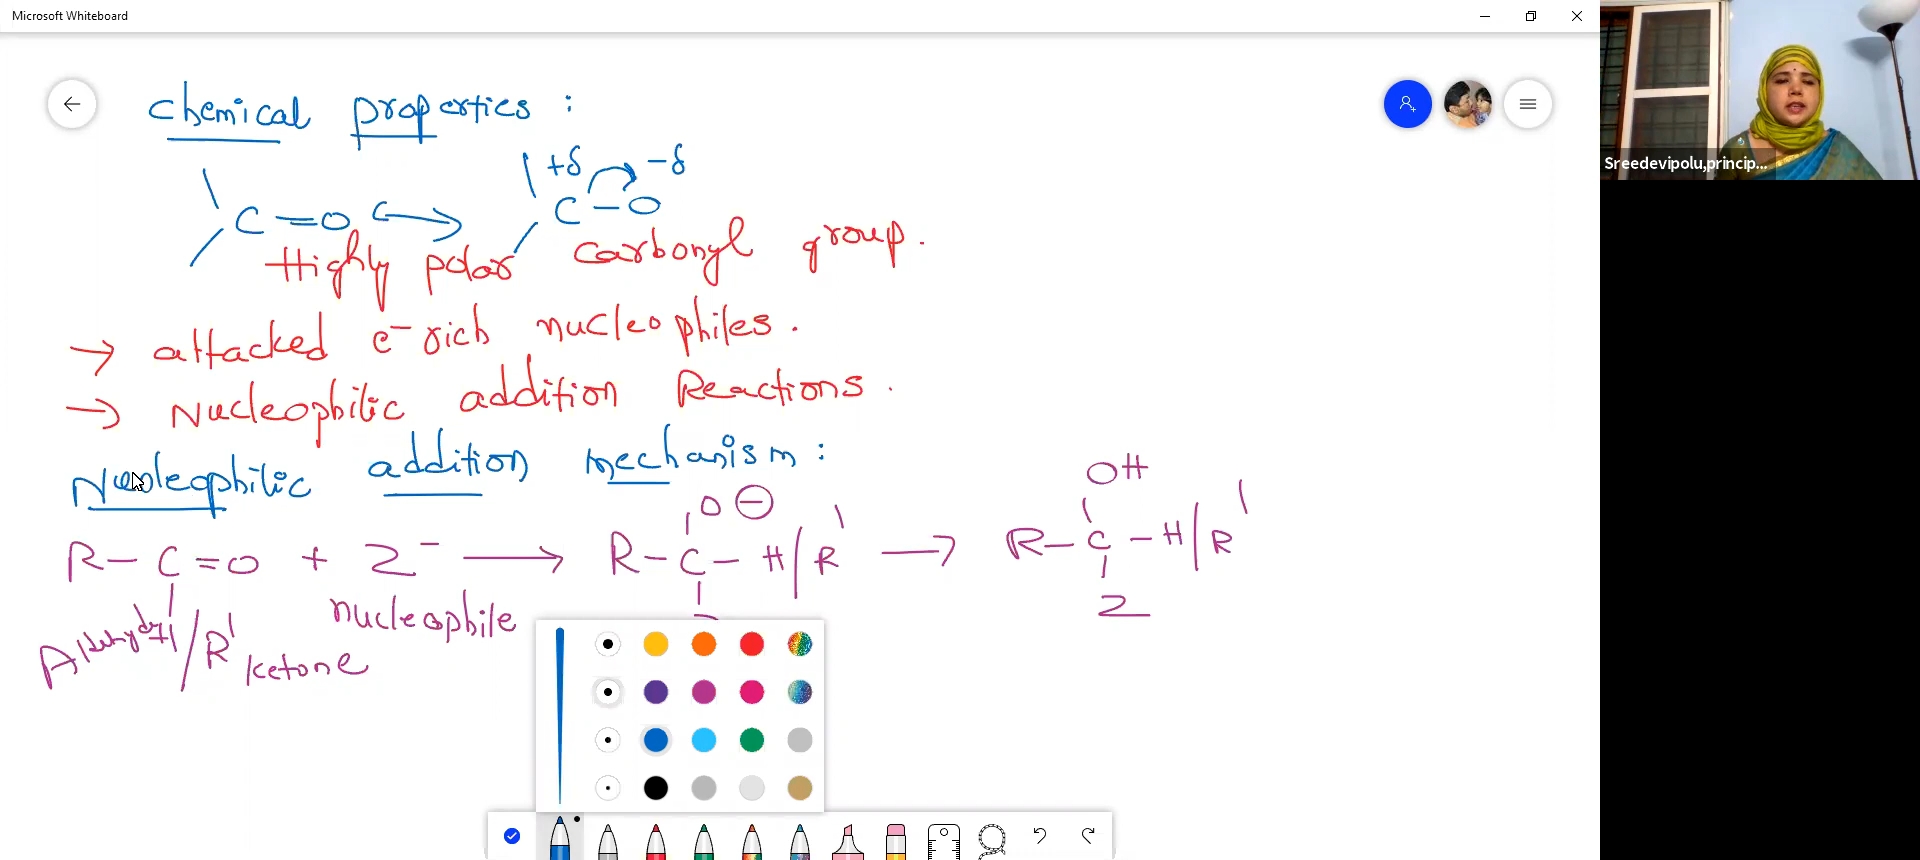 Microsoft Whiteboard
Chemical properties :
+δ -δ
C = O ⟷ C - O
Highly polar carbonyl group.
→ attacked e⁻ rich nucleophiles.
→ Nucleophilic addition Reactions.
Nucleophilic addition mechanism :
O ⊖ OH
R - C = O + Z⁻ → R - C - H/R' → R - C - H/R'
Z
Aldehyde H/R' ketone
nucleophile
Sreedevipolu,princip...